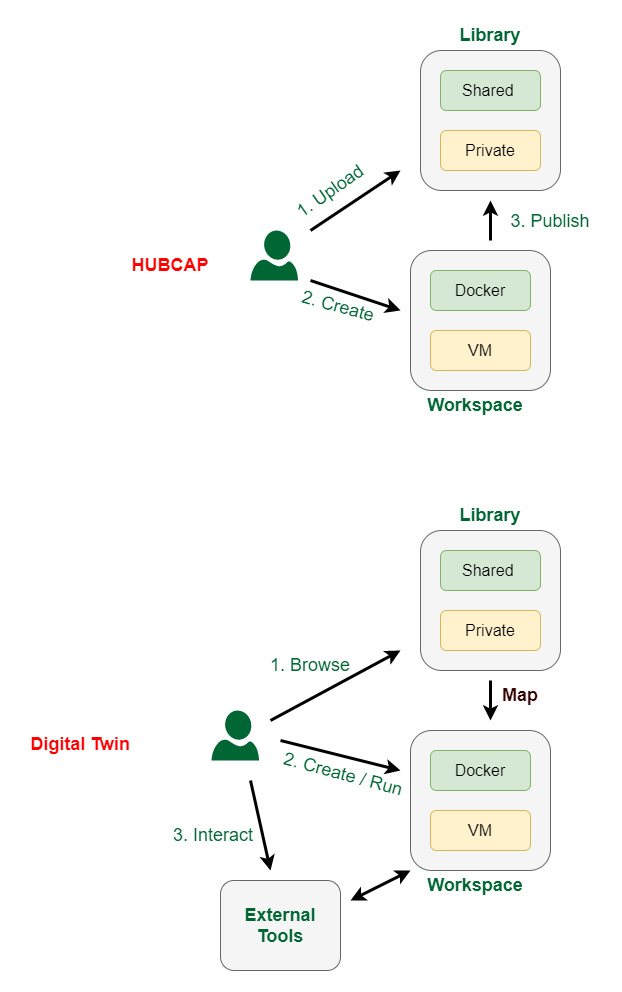 Library
Shared
Private
1. Upload
3. Publish
HUBCAP
2. Create
Docker
VM
Workspace
Library
Shared
Private
1. Browse
Map
Digital Twin
2. Create / Run
Docker
VM
3. Interact
Workspace
External
Tools